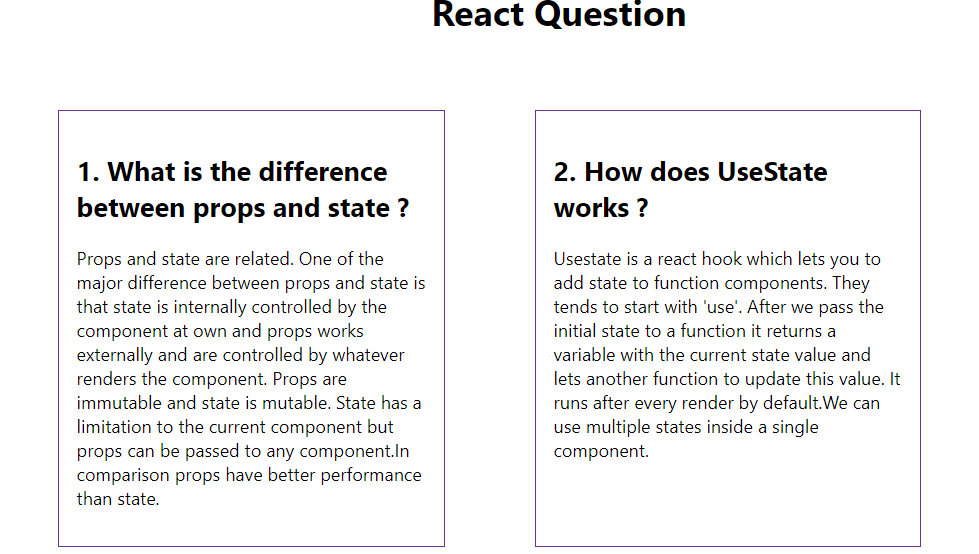 React Question
1. What is the difference
between props and state ?
Props and state are related. One of the
major difference between props and state is
that state is internally controlled by the
component at own and props works
externally and are controlled by whatever
renders the component. Props are
immutable and state is mutable. State has a
limitation to the current component but
props can be passed to any component.In
comparison props have better performance
than state.
2. How does UseState
works ?
Usestate is a react hook which lets you to
add state to function components. They
tends to start with 'use'. After we pass the
initial state to a function it returns a
variable with the current state value and
lets another function to update this value. It
runs after every render by default.We can
use multiple states inside a single
component.